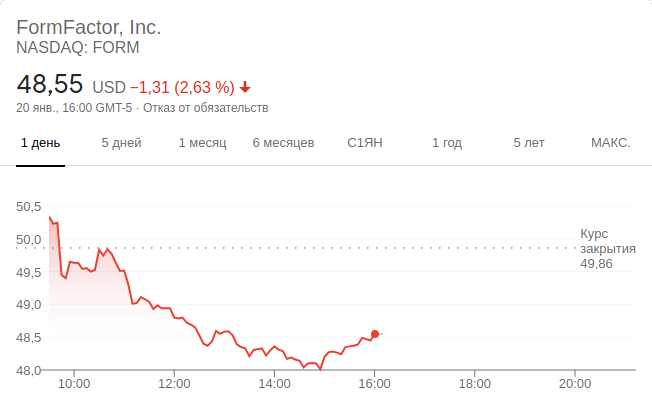 FormFactor, Inc.
NASDAQ: FORM
48,55 USD −1,31 (2,63 %)
20 янв., 16:00 GMT-5 · Отказ от обязательств
1 день 5 дней 1 месяц 6 месяцев С1ЯН 1 год 5 лет МАКС.
50,5
Курс
50,0
закрытия
49,86
49,5
49,0
48,5
48,0
10:00 12:00 14:00 16:00 18:00 20:00